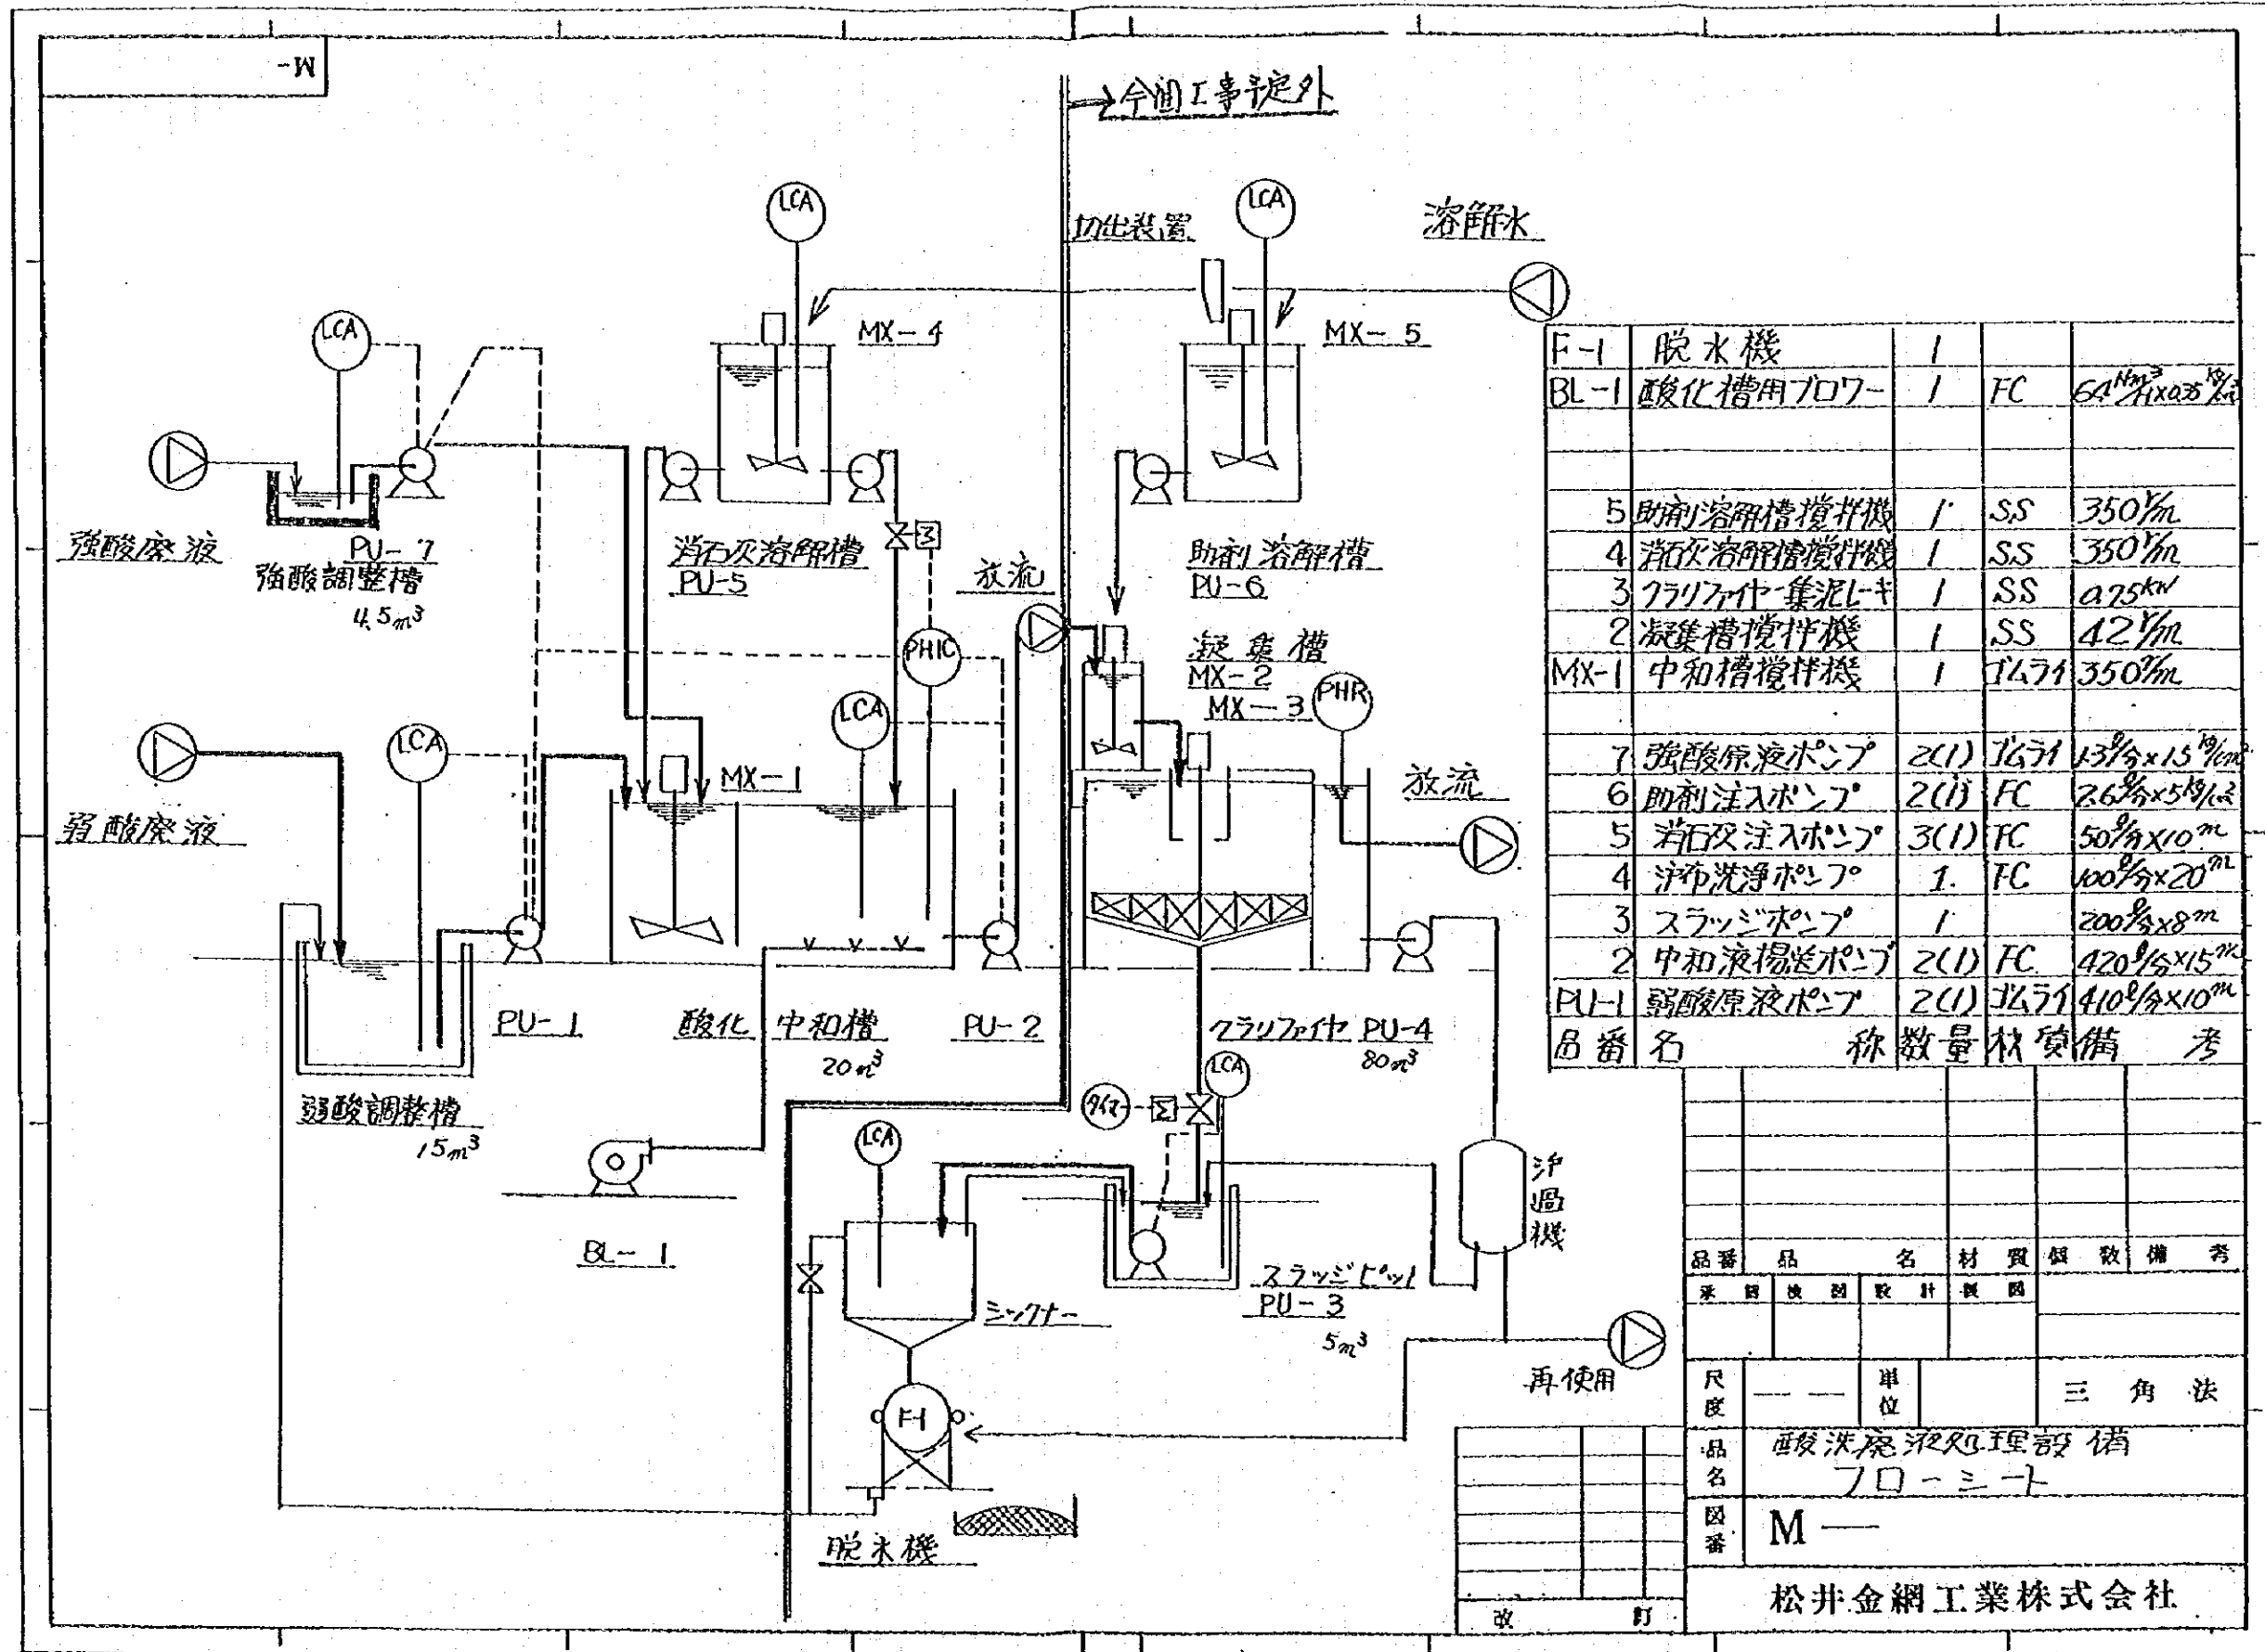 M-
→今回工事予定外
LCA
LCA
切出装置
溶解水
LCA
MX-4
MX-5
強酸廃液
PU-7
強酸調整槽
4.5m³
消石灰溶解槽
PU-5
放流
助剤溶解槽
PU-6
PHIC
凝集槽
MX-2
MX-3
PHR
LCA
LCA
MX-1
放流
弱酸廃液
PU-1
酸化 中和槽
20m³
PU-2
クラリファイヤ PU-4
80m³
弱酸調整槽
15m³
LCA
タイマ
LCA
BL-1
シックナー
スラッジピット
PU-3
5m³
沪過機
再使用
F-1
脱水機
F-1 脱水機 1
BL-1 酸化槽用ブロワー 1 FC
5 助剤溶解槽撹拌機 1 SS 350r/m
4 消石灰溶解槽撹拌機 1 SS 350r/m
3 クラリファイヤー集泥レーキ 1 SS 0.75KW
2 凝集槽撹拌機 1 SS 42r/m
MX-1 中和槽撹拌機 1 ゴムライ 350r/m
7 強酸原液ポンプ 2(1) ゴムライ 13ℓ/分×1.5kg/cm²
6 助剤注入ポンプ 2(1) FC 2.6ℓ/分×5kg/cm²
5 消石灰注入ポンプ 3(1) FC 50ℓ/分×10m
4 沪布洗浄ポンプ 1. FC 100ℓ/分×20m
3 スラッジポンプ 1 200ℓ/分×8m
2 中和液揚送ポンプ 2(1) FC 420ℓ/分×15m
PU-1 弱酸原液ポンプ 2(1) ゴムライ 410ℓ/分×10m
品番 名称 数量 材質 備考
品番 品名 材質 個数 備考
承認 検図 設計 製図
尺度 — — 単位 三角法
品名 酸洗廃液処理設備
フローシート
図番 M —
改訂
松井金網工業株式会社